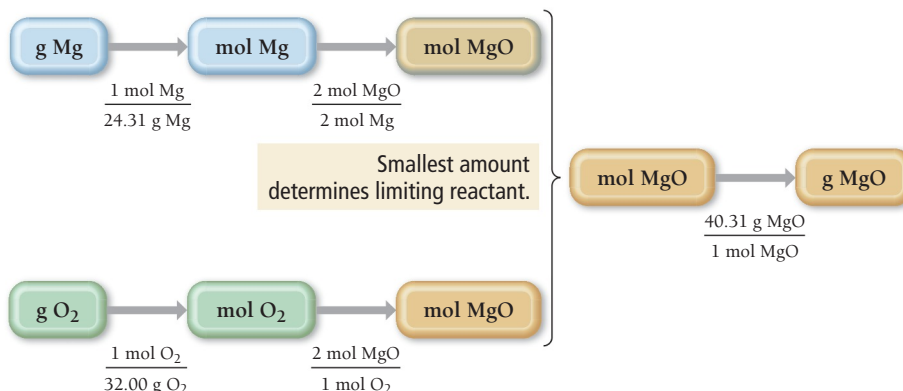 g Mg
mol Mg
mol MgO
1 mol Mg
24.31 g Mg
2 mol MgO
2 mol Mg
Smallest amount
determines limiting reactant.
mol MgO
g MgO
40.31 g MgO
1 mol MgO
g O₂
mol O₂
mol MgO
1 mol O₂
32.00 g O₂
2 mol MgO
1 mol O₂